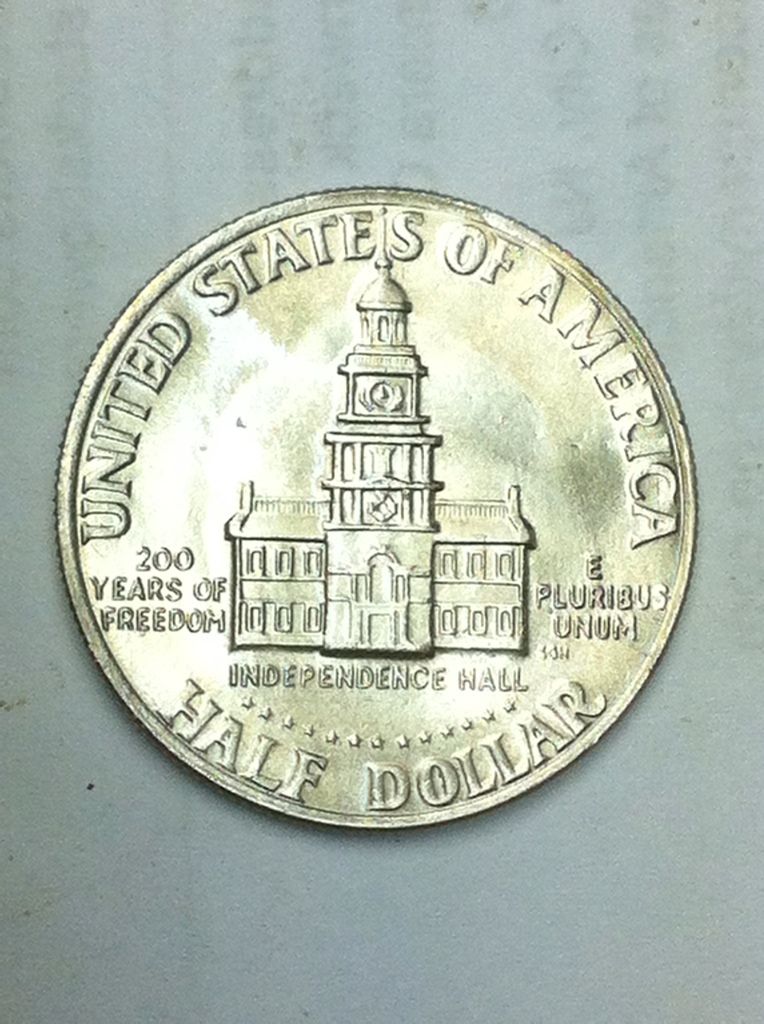 UNITED STATES OF AMERICA
200
YEARS OF
FREEDOM
E
PLURIBUS
UNUM
INDEPENDENCE HALL
HALF DOLLAR